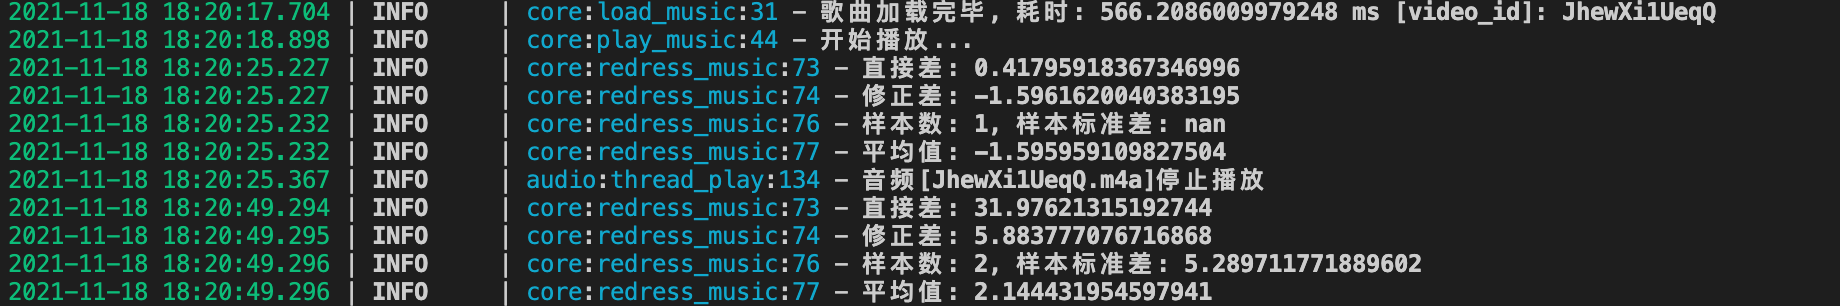 2021-11-18 18:20:17.704 | INFO     | core:load_music:31 - 歌曲加载完毕, 耗时: 566.2086009979248 ms [video_id]: JhewXi1UeqQ
2021-11-18 18:20:18.898 | INFO     | core:play_music:44 - 开始播放...
2021-11-18 18:20:25.227 | INFO     | core:redress_music:73 - 直接差: 0.41795918367346996
2021-11-18 18:20:25.227 | INFO     | core:redress_music:74 - 修正差: -1.5961620040383195
2021-11-18 18:20:25.232 | INFO     | core:redress_music:76 - 样本数: 1, 样本标准差: nan
2021-11-18 18:20:25.232 | INFO     | core:redress_music:77 - 平均值: -1.595959109827504
2021-11-18 18:20:25.367 | INFO     | audio:thread_play:134 - 音频[JhewXi1UeqQ.m4a]停止播放
2021-11-18 18:20:49.294 | INFO     | core:redress_music:73 - 直接差: 31.97621315192744
2021-11-18 18:20:49.295 | INFO     | core:redress_music:74 - 修正差: 5.883777076716868
2021-11-18 18:20:49.296 | INFO     | core:redress_music:76 - 样本数: 2, 样本标准差: 5.289711771889602
2021-11-18 18:20:49.296 | INFO     | core:redress_music:77 - 平均值: 2.144431954597941